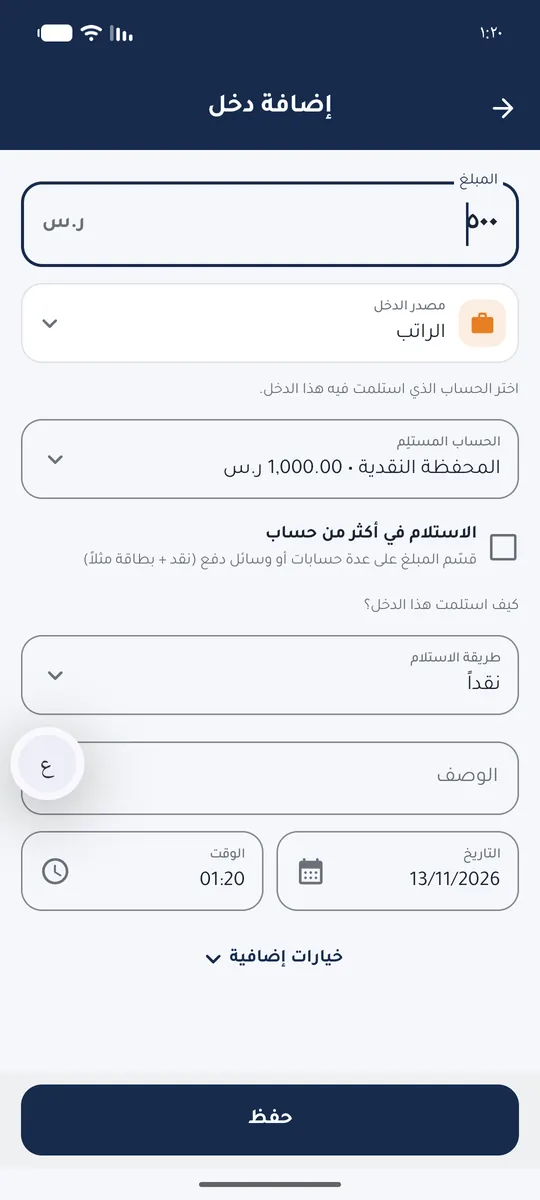 ١:٢٠
إضافة دخل
المبلغ
٥٠٠
ر.س
مصدر الدخل
الراتب
اختر الحساب الذي استلمت فيه هذا الدخل.
الحساب المستلِم
المحفظة النقدية • 1,000.00 ر.س
الاستلام في أكثر من حساب
قسّم المبلغ على عدة حسابات أو وسائل دفع (نقد + بطاقة مثلاً)
كيف استلمت هذا الدخل؟
طريقة الاستلام
نقداً
ع
الوصف
التاريخ
13/11/2026
الوقت
01:20
خيارات إضافية
حفظ